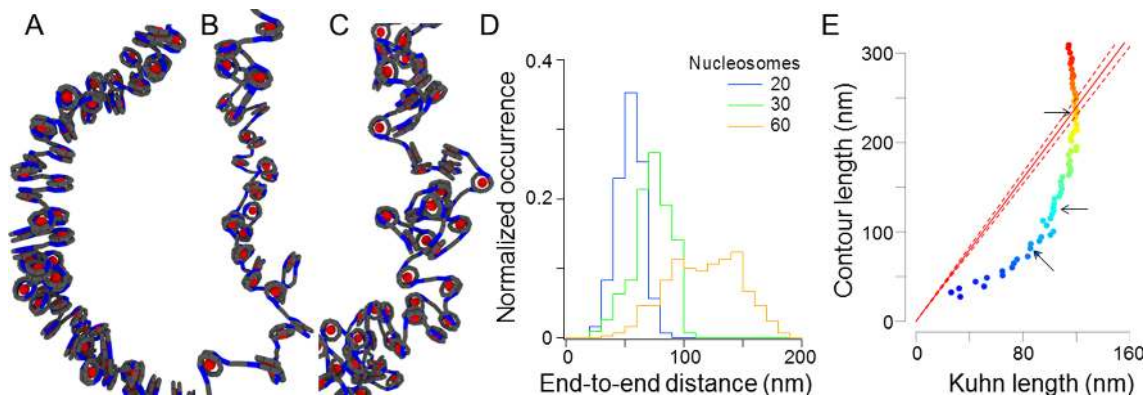 A
B
C
D
E
Normalized occurrence
0.4
0.2
0
Nucleosomes
20
30
60
0
100
200
End-to-end distance (nm)
Contour length (nm)
300
200
100
0
0
80
160
Kuhn length (nm)